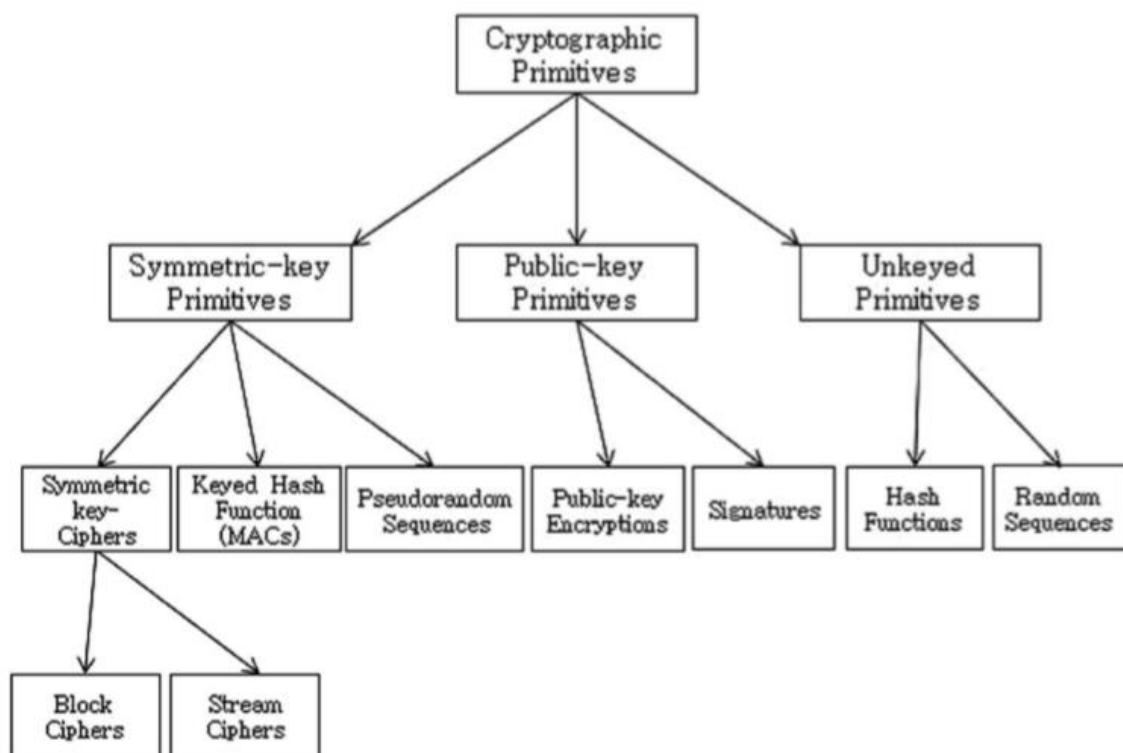 Cryptographic
Primitives
Symmetric-key
Primitives
Public-key
Primitives
Unkeyed
Primitives
Symmetric
key-
Ciphers
Keyed Hash
Function
(MACs)
Pseudorandom
Sequences
Public-key
Encryptions
Signatures
Hash
Functions
Random
Sequences
Block
Ciphers
Stream
Ciphers